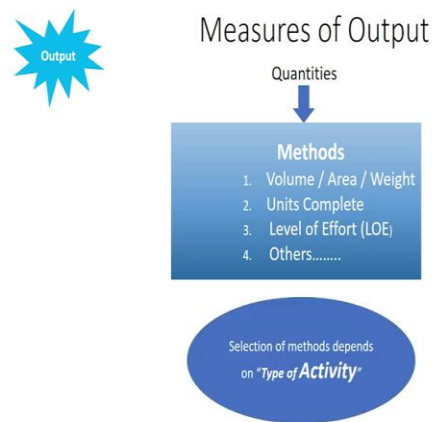 Output
Measures of Output
Quantities
Methods
1. Volume / Area / Weight
2. Units Complete
3. Level of Effort (LOE)
4. Others........
Selection of methods depends
on "Type of Activity"